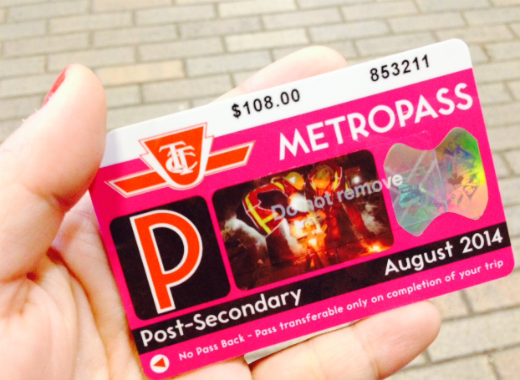 $108.00
853211
METROPASS
TTC
Do not remove
P
August 2014
Post-Secondary
No Pass Back - Pass transferable only on completion of your trip